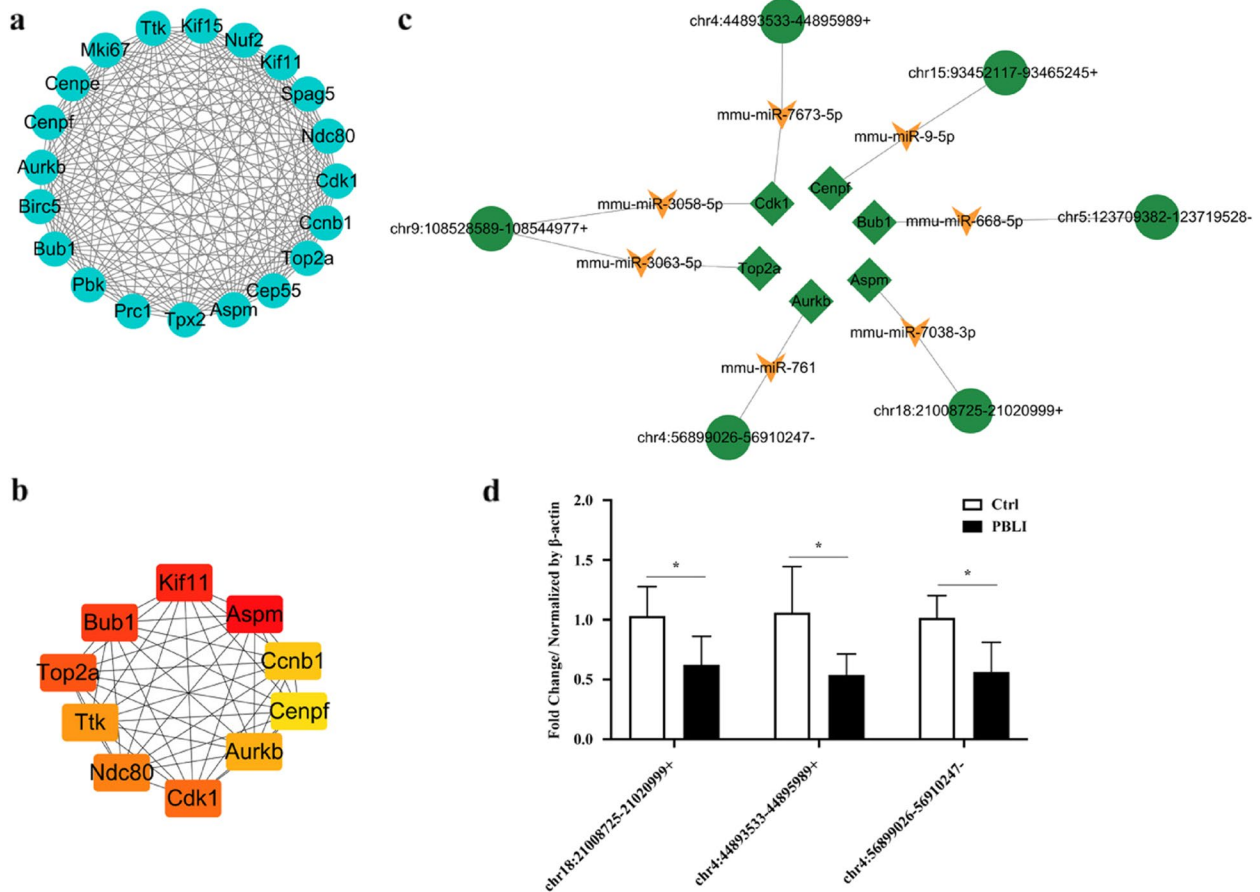 a
Ttk
Kif15
Nuf2
Kif11
Spag5
Ndc80
Cdk1
Ccnb1
Top2a
Cep55
Aspm
Tpx2
Prc1
Pbk
Bub1
Birc5
Aurkb
Cenpf
Cenpe
Mki67
c
chr4:44893533-44895989+
chr15:93452117-93465245+
mmu-miR-7673-5p
mmu-miR-9-5p
Cenpf
Cdk1
mmu-miR-3058-5p
Bub1
mmu-miR-668-5p
chr5:123709382-123719528-
chr9:108528589-108544977+
mmu-miR-3063-5p
Top2a
Aspm
Aurkb
mmu-miR-7038-3p
mmu-miR-761
chr18:21008725-21020999+
chr4:56899026-56910247-
b
Kif11
Aspm
Bub1
Ccnb1
Top2a
Cenpf
Ttk
Aurkb
Ndc80
Cdk1
d
Fold Change/ Normalized by β-actin
2.0
1.5
1.0
0.5
0.0
Ctrl
PBLI
*
*
*
chr18:21008725-21020999+
chr4:44893533-44895989+
chr4:56899026-56910247-